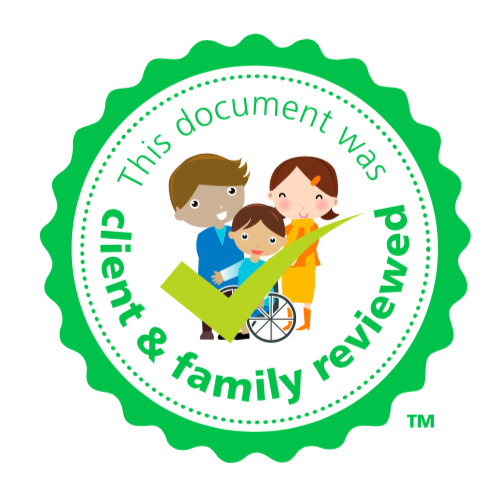 This document was
client & family reviewed
TM